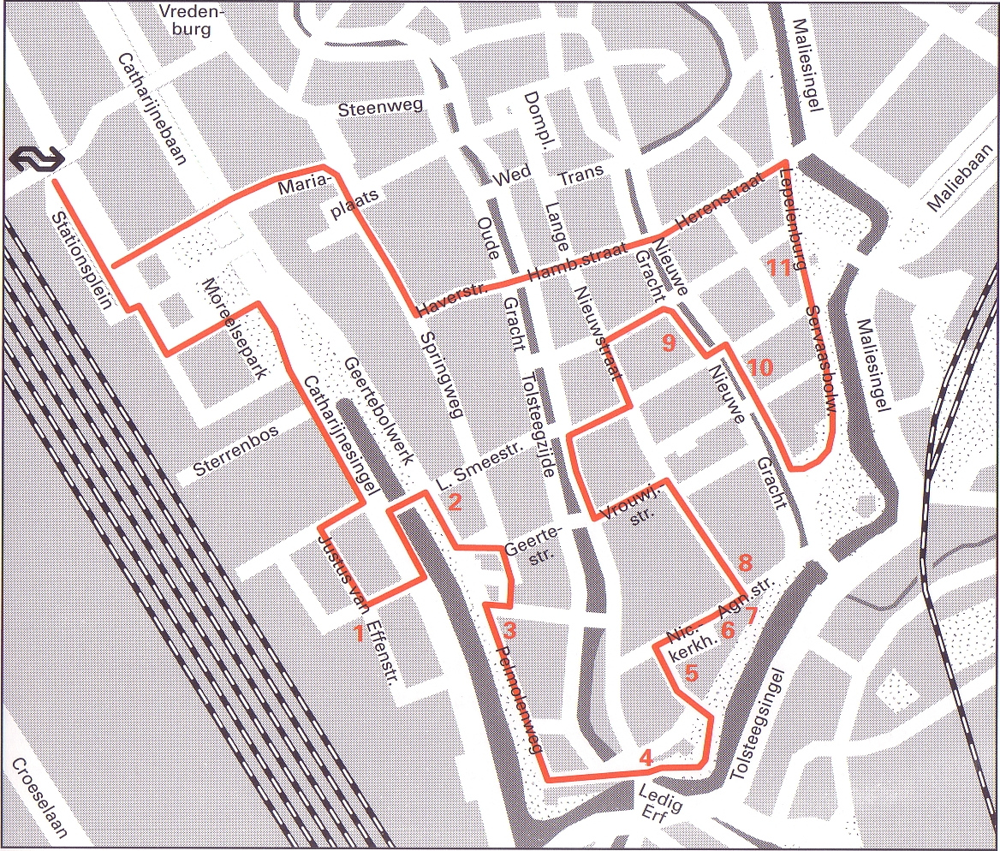 Vreden-
burg
Catharijnebaan
Steenweg
Dompl.
Maliesingel
Maliebaan
Maria-
plaats
Wed
Trans
Herenstraat
Lepelenburg
Stationsplein
Oude
Lange
Hamb.straat
Nieuwe
Gracht
11
Moreelsepark
Haverstr.
Gracht
Nieuwstraat
9
10
Servaasbolw.
Maliesingel
Springweg
Geertebolwerk
Catharijnesingel
Tolsteegzijde
Nieuwe
Gracht
Sterrenbos
L. Smeestr.
2
Vrouwj.
str.
Geerte-
str.
Justus van Effenstr.
1
3
8
Agn.str.
7
Nic.-
kerkh.
6
5
Pelmolenweg
4
Tolsteegsingel
Ledig
Erf
Croeselaan